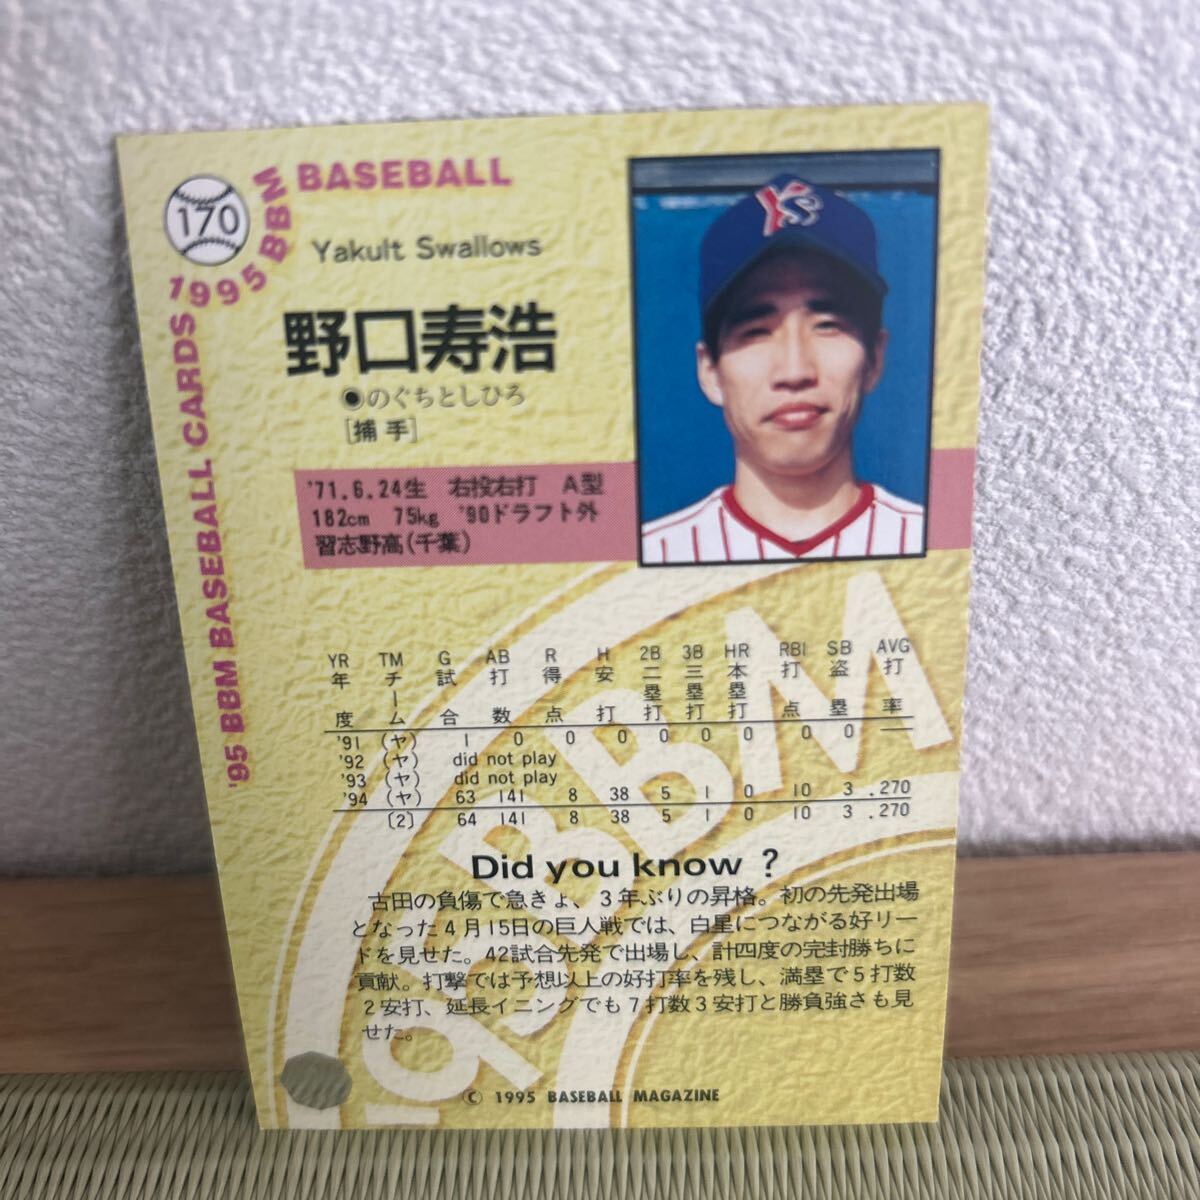 170
1995 BBM BASEBALL
'95 BBM BASEBALL CARDS
Yakult Swallows
野口寿浩
◉のぐちとしひろ
[捕手]
YS
'71.6.24生 右投右打 A型
182cm 75kg '90ドラフト外
習志野高(千葉)
YR TM G AB R H 2B 3B HR RBI SB AVG
年度 チーム 試合 打数 得点 安打 二塁打 三塁打 本塁打 打点 盗塁 打率
'91 (ヤ) 1 0 0 0 0 0 0 0 0 —
'92 (ヤ) did not play
'93 (ヤ) did not play
'94 (ヤ) 63 141 8 38 5 1 0 10 3 .270
[2] 64 141 8 38 5 1 0 10 3 .270
Did you know ?
古田の負傷で急きょ、3年ぶりの昇格。初の先発出場
となった4月15日の巨人戦では、白星につながる好リー
ドを見せた。42試合先発で出場し、計四度の完封勝ちに
貢献。打撃では予想以上の好打率を残し、満塁で5打数
2安打、延長イニングでも7打数3安打と勝負強さも見
せた。
'95 BBM
© 1995 BASEBALL MAGAZINE